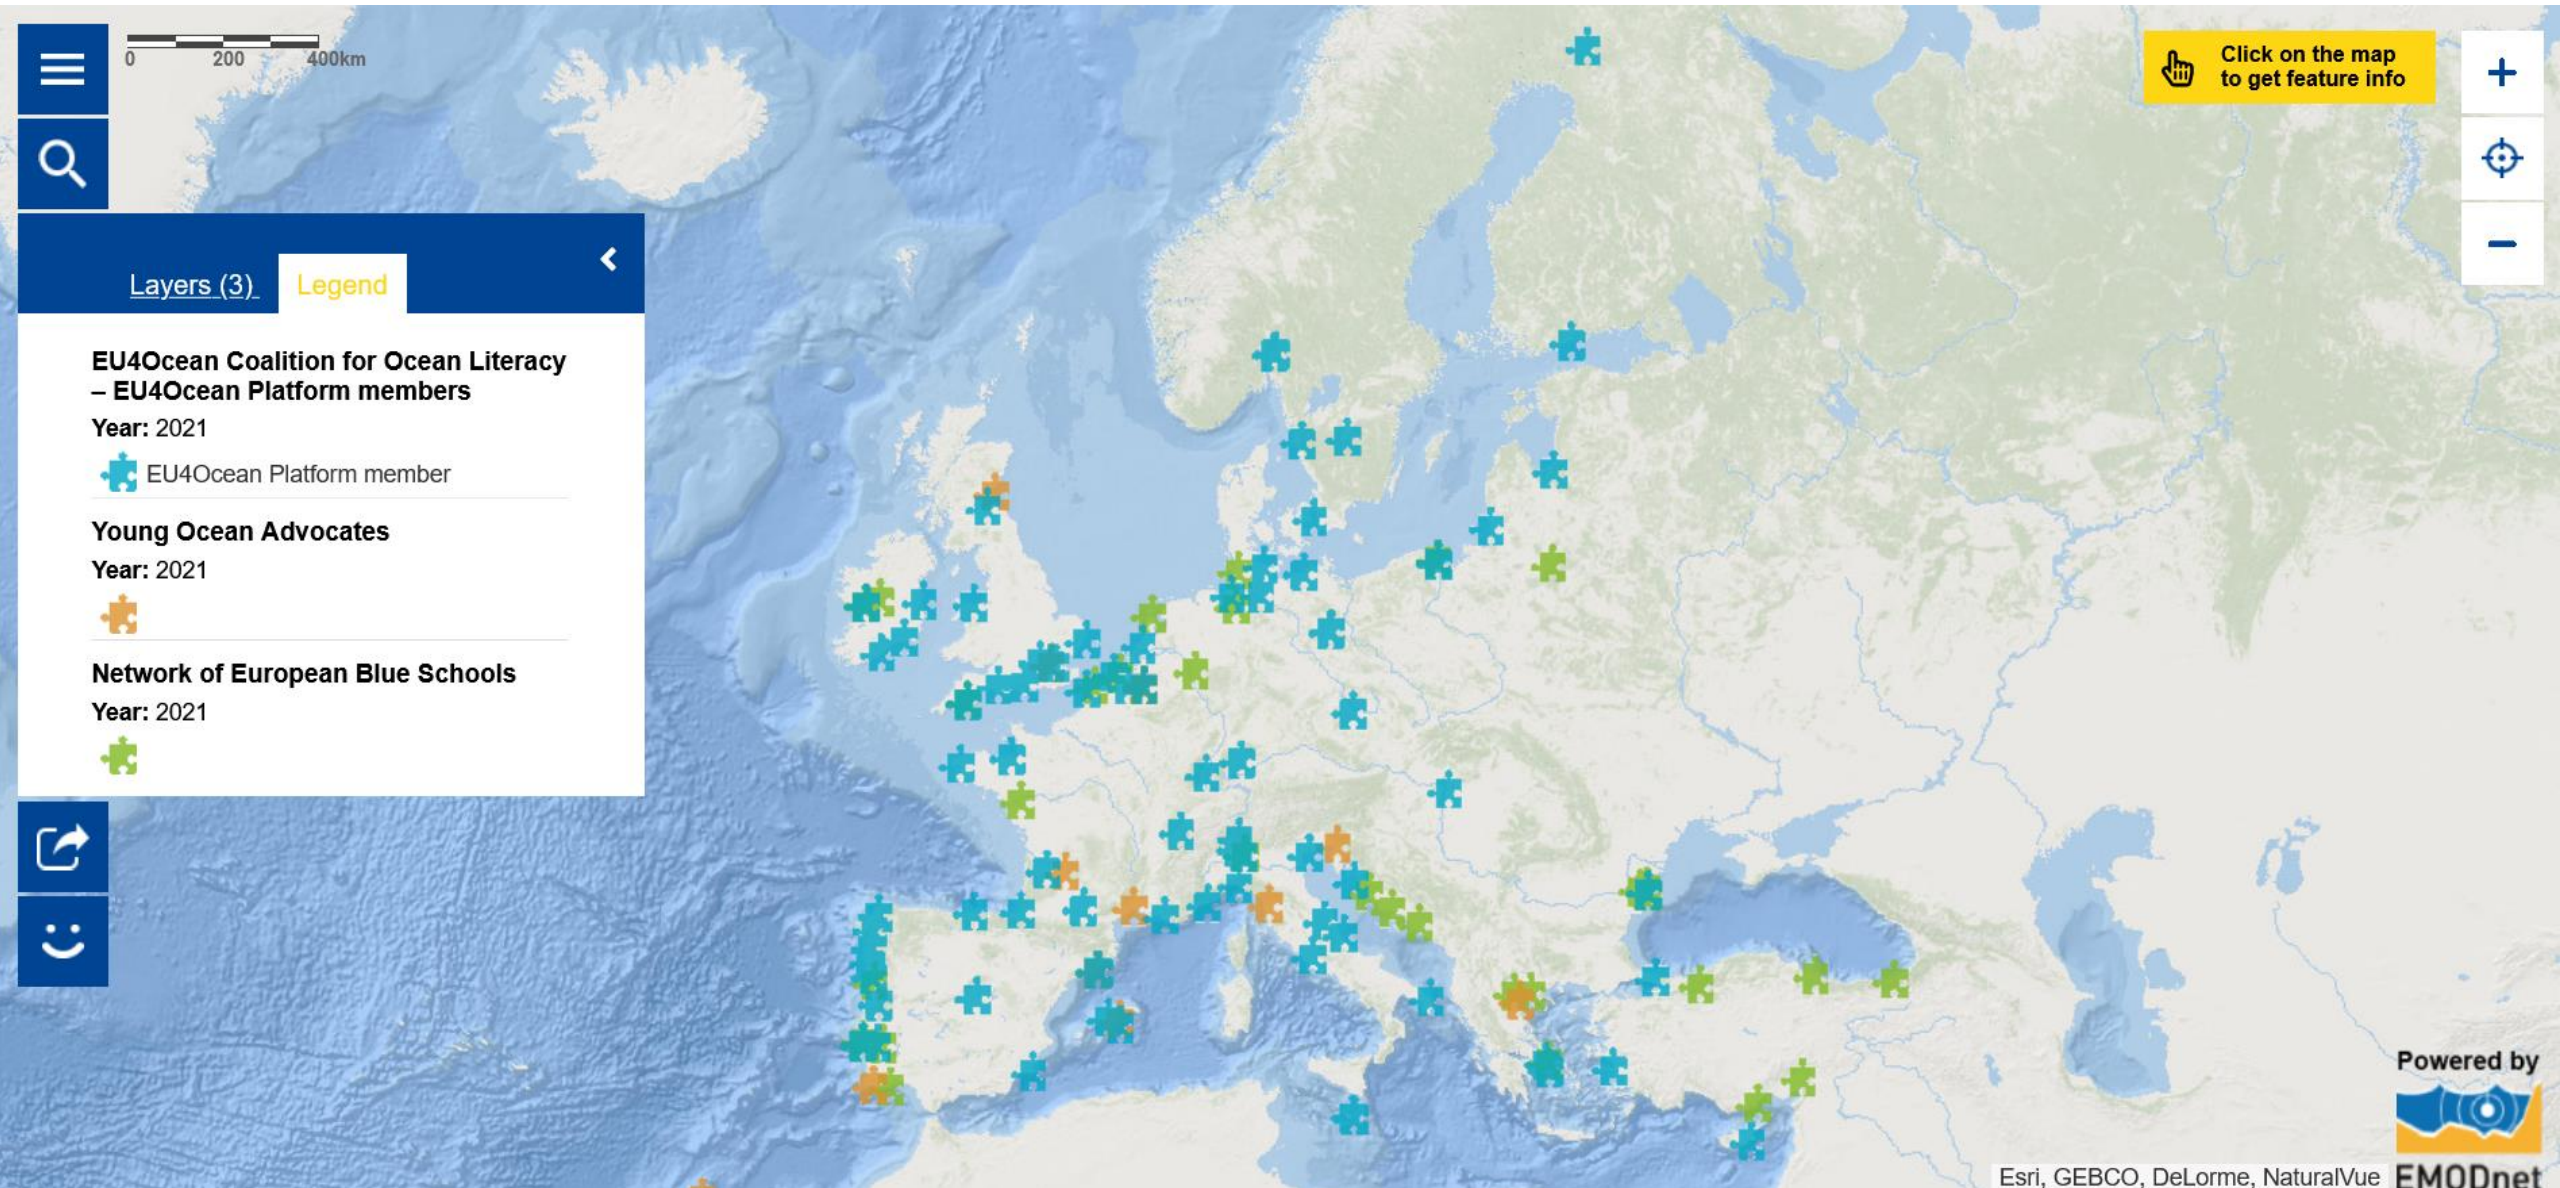 0 200 400km
Click on the map
to get feature info
Layers (3)
Legend
EU4Ocean Coalition for Ocean Literacy
– EU4Ocean Platform members
Year: 2021
EU4Ocean Platform member
Young Ocean Advocates
Year: 2021
Network of European Blue Schools
Year: 2021
Powered by
EMODnet
Esri, GEBCO, DeLorme, NaturalVue